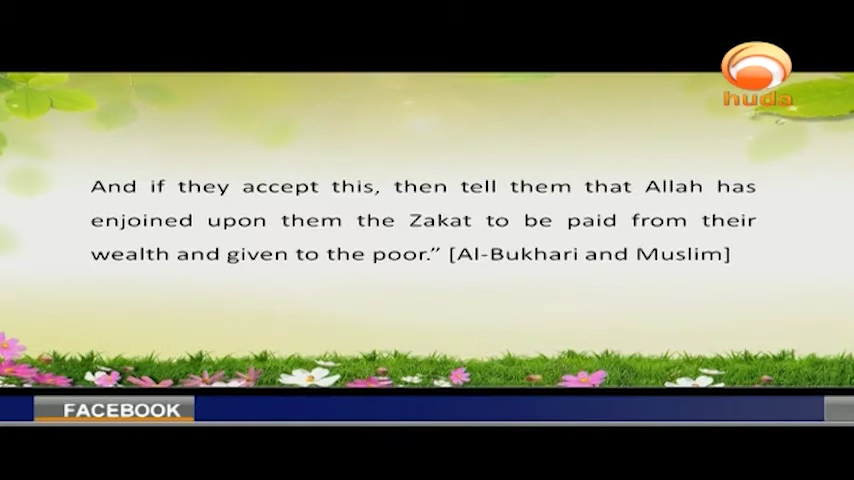 huda
And if they accept this, then tell them that Allah has
enjoined upon them the Zakat to be paid from their
wealth and given to the poor.” [Al-Bukhari and Muslim]
FACEBOOK